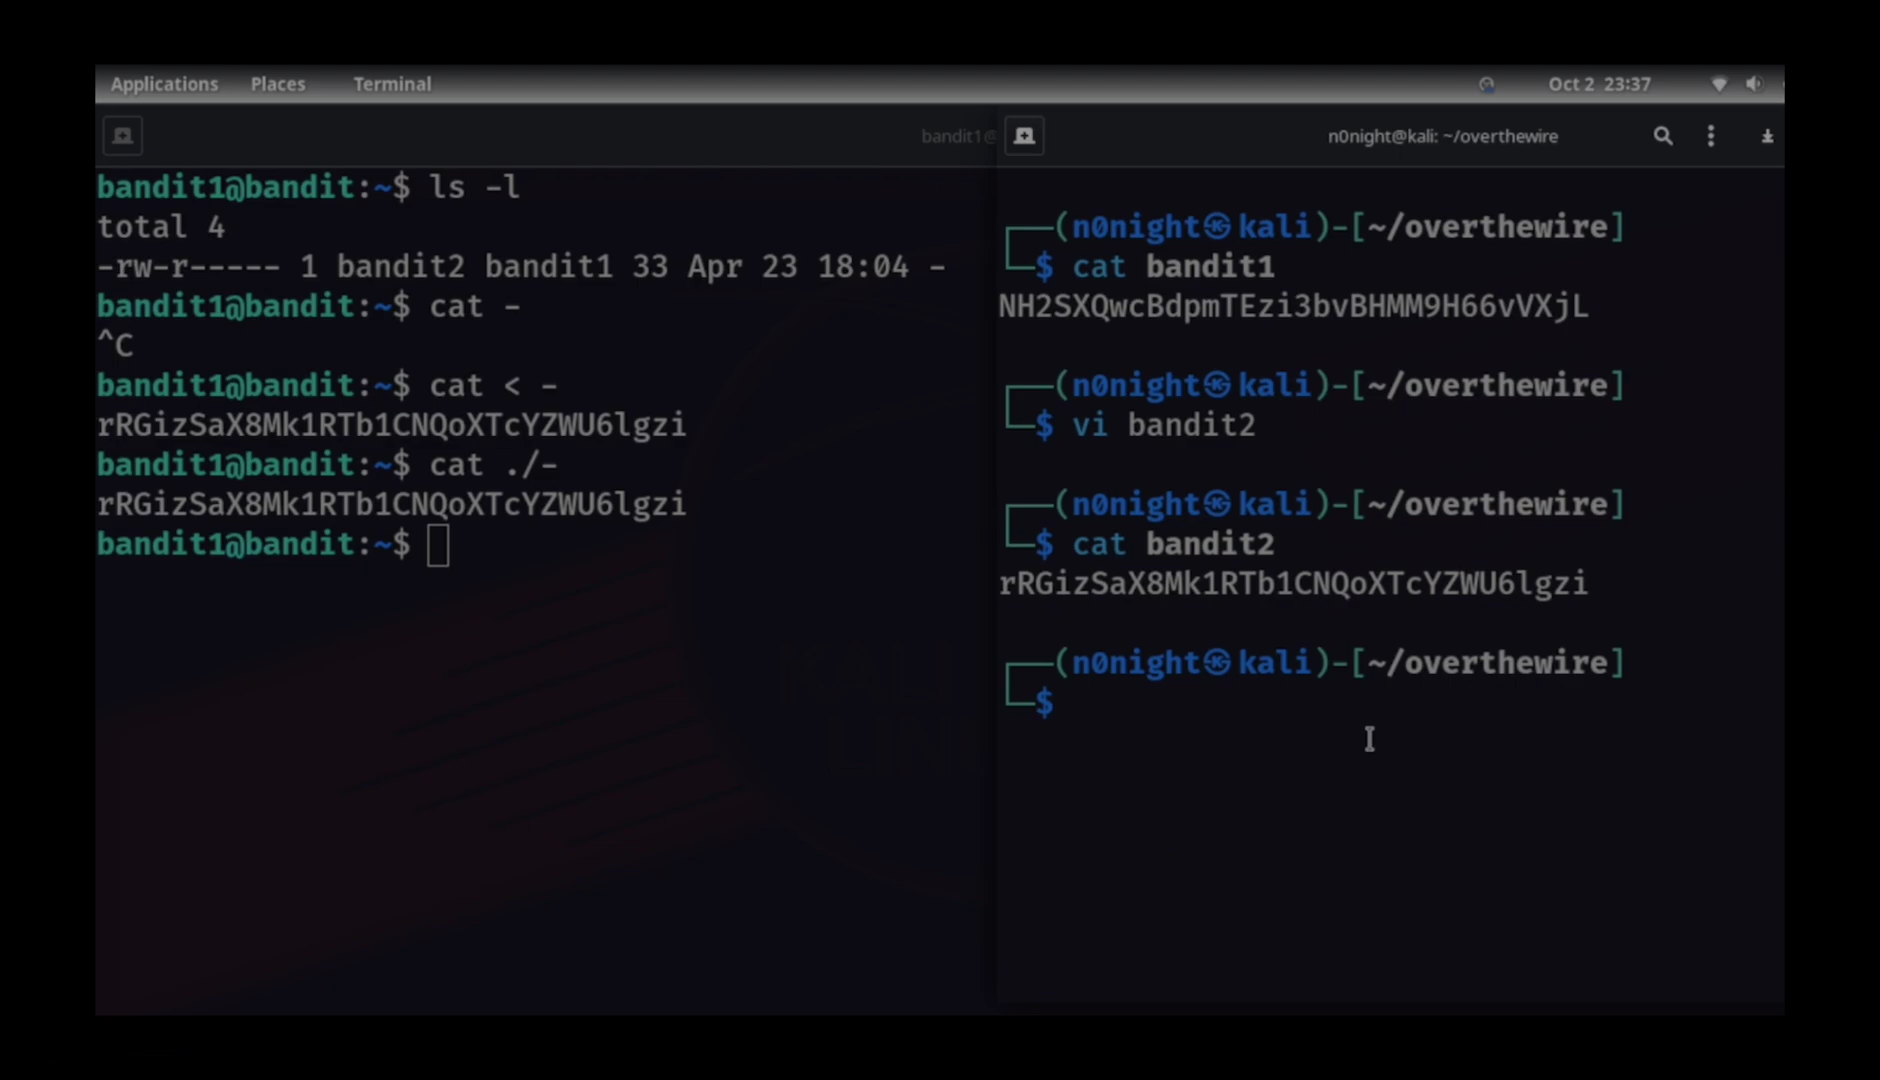 Applications Places Terminal Oct 2 23:37
bandit1@
bandit1@bandit:~$ ls -l
total 4
-rw-r----- 1 bandit2 bandit1 33 Apr 23 18:04 -
bandit1@bandit:~$ cat -
^C
bandit1@bandit:~$ cat < -
rRGizSaX8Mk1RTb1CNQoXTcYZWU6lgzi
bandit1@bandit:~$ cat ./-
rRGizSaX8Mk1RTb1CNQoXTcYZWU6lgzi
bandit1@bandit:~$
n0night@kali: ~/overthewire
┌──(n0night㉿kali)-[~/overthewire]
└─$ cat bandit1
NH2SXQwcBdpmTEzi3bvBHMM9H66vVXjL
┌──(n0night㉿kali)-[~/overthewire]
└─$ vi bandit2
┌──(n0night㉿kali)-[~/overthewire]
└─$ cat bandit2
rRGizSaX8Mk1RTb1CNQoXTcYZWU6lgzi
┌──(n0night㉿kali)-[~/overthewire]
└─$